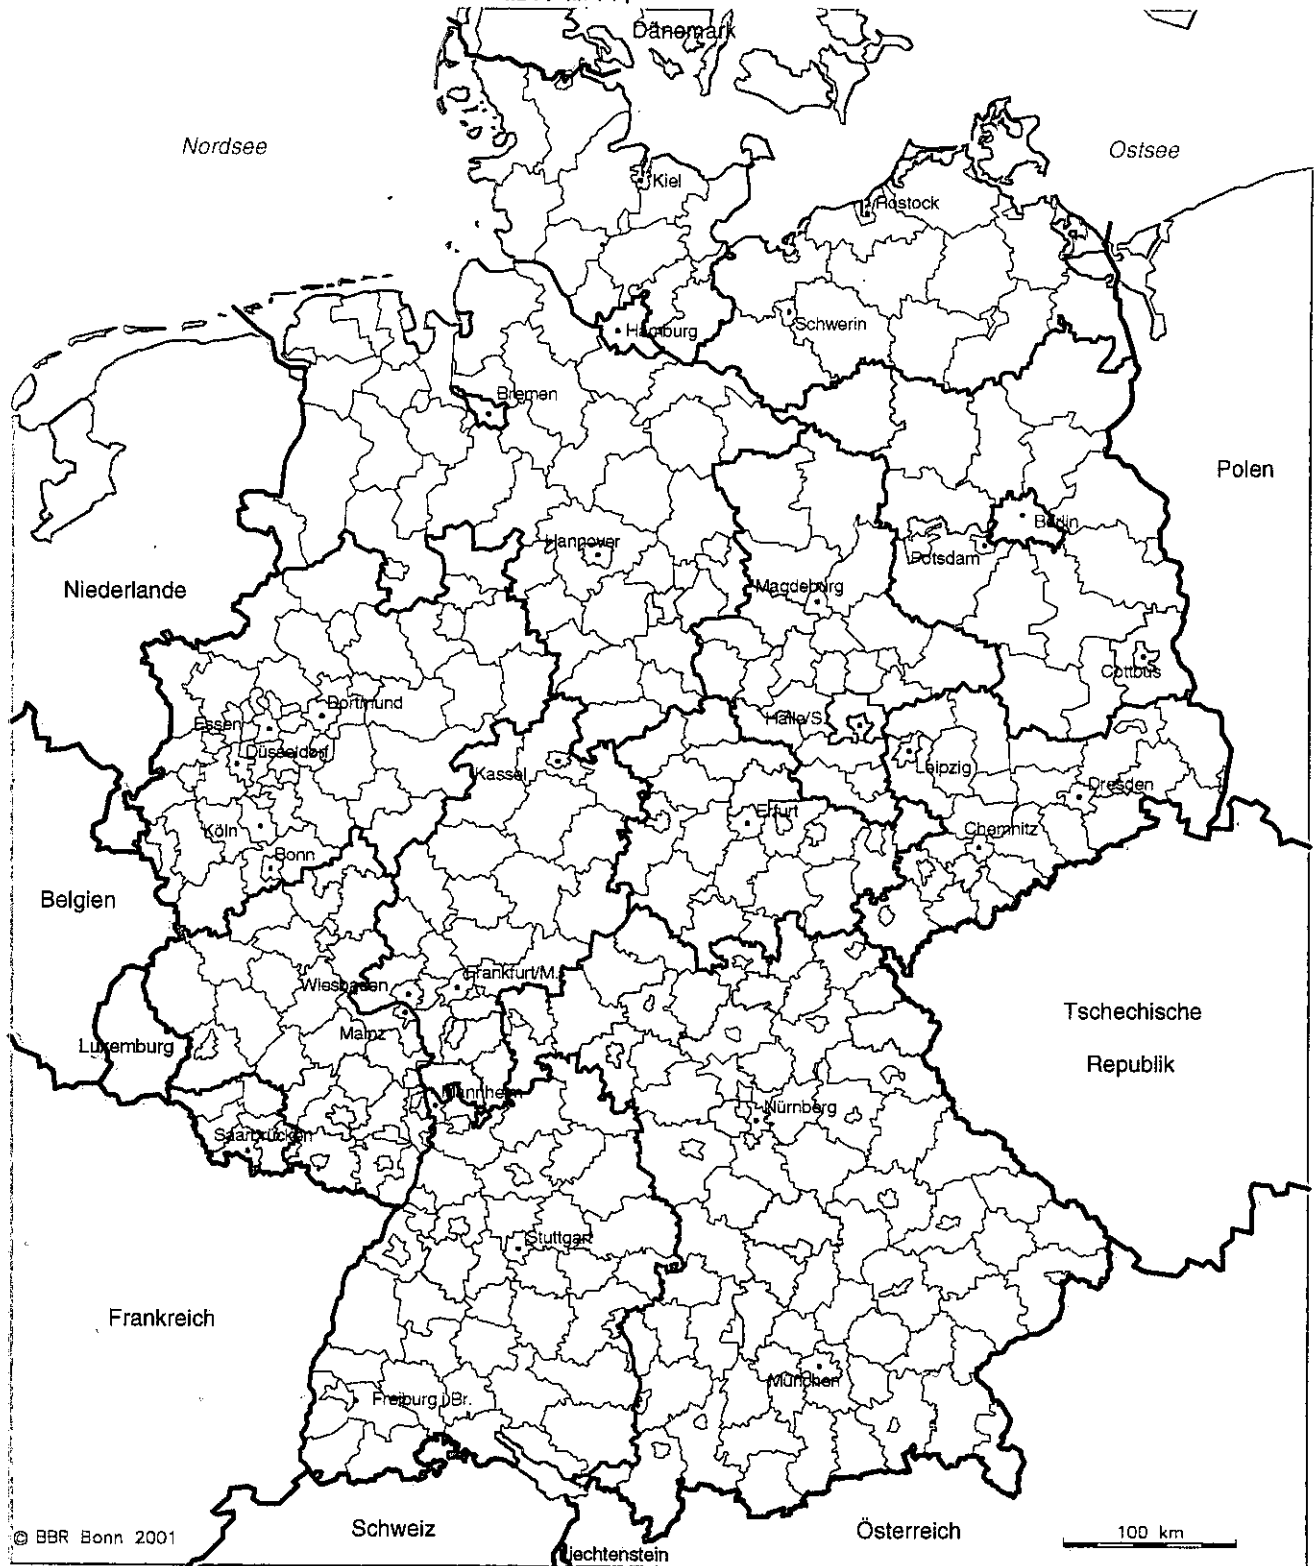 Dänemark
Nordsee
Ostsee
Kiel
Rostock
Hamburg
Schwerin
Bremen
Polen
Berlin
Hannover
Potsdam
Niederlande
Magdeburg
Cottbus
Dortmund
Essen
Halle/S.
Düsseldorf
Kassel
Leipzig
Dresden
Erfurt
Köln
Chemnitz
Bonn
Belgien
Frankfurt/M.
Wiesbaden
Tschechische
Mainz
Luxemburg
Republik
Mannheim
Nürnberg
Saarbrücken
Stuttgart
Frankreich
München
Freiburg i.Br.
Schweiz
Österreich
© BBR Bonn 2001
100 km
Liechtenstein